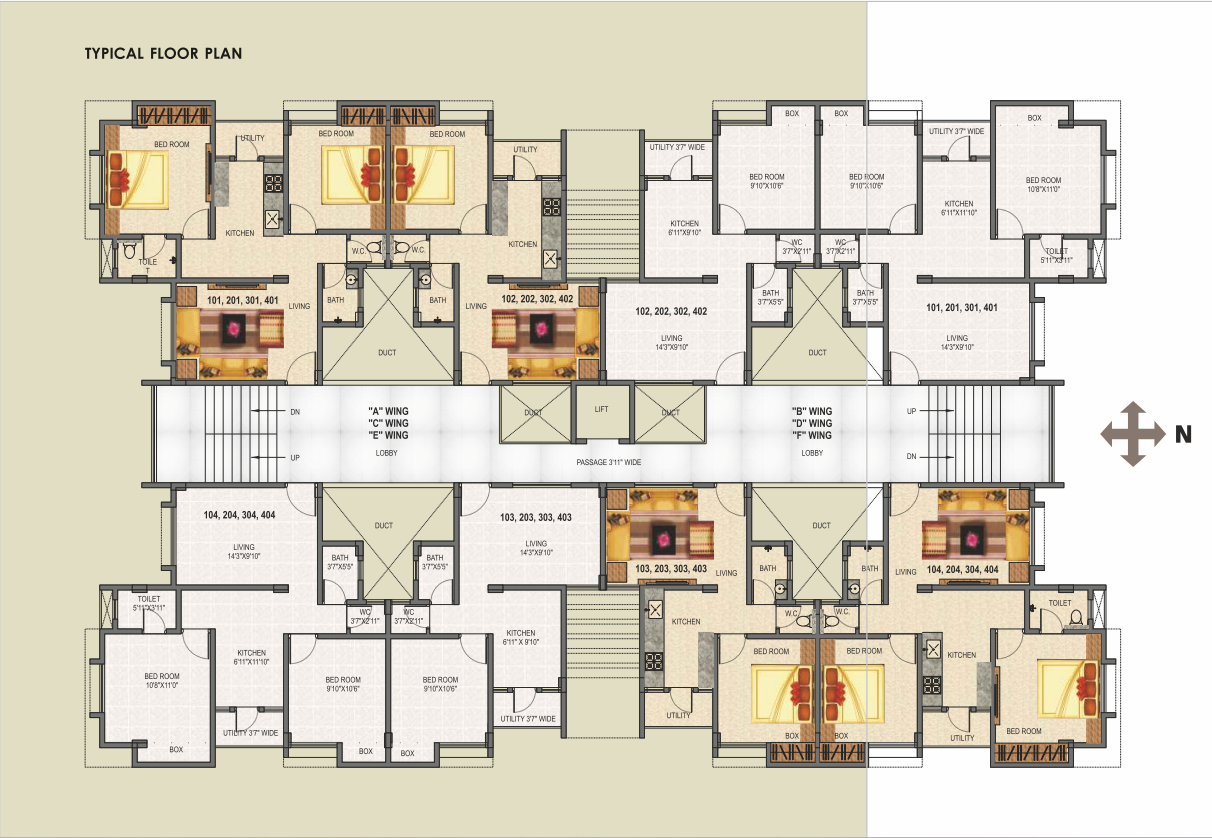 TYPICAL FLOOR PLAN
BOX
BOX
BOX
UTILITY
BED ROOM
BED ROOM
BED ROOM
UTILITY
UTILITY 3'7" WIDE
UTILITY 3'7" WIDE
BED ROOM
9'10"X10'6"
BED ROOM
9'10"X10'6"
BED ROOM
10'8"X11'0"
KITCHEN
KITCHEN
KITCHEN
6'11"X9'10"
KITCHEN
6'11"X11'10"
TOILE
T
W.C.
W.C.
WC
3'7"X2'11"
WC
3'7"X2'11"
TOILET
5'11"X3'11"
101, 201, 301, 401
LIVING
BATH
BATH
LIVING
102, 202, 302, 402
102, 202, 302, 402
LIVING
14'3"X9'10"
BATH
3'7"X5'5"
BATH
3'7"X5'5"
101, 201, 301, 401
LIVING
14'3"X9'10"
DUCT
DUCT
DN
UP
"A" WING
"C" WING
"E" WING
LOBBY
DUCT
LIFT
DUCT
PASSAGE 3'11" WIDE
"B" WING
"D" WING
"F" WING
LOBBY
UP
DN
N
104, 204, 304, 404
LIVING
14'3"X9'10"
DUCT
BATH
3'7"X5'5"
BATH
3'7"X5'5"
103, 203, 303, 403
LIVING
14'3"X9'10"
103, 203, 303, 403
LIVING
DUCT
BATH
BATH
LIVING
104, 204, 304, 404
TOILET
5'11"X3'11"
WC
3'7"X2'11"
WC
3'7"X2'11"
W.C.
W.C.
TOILET
KITCHEN
6'11"X11'10"
KITCHEN
6'11" X 9'10"
KITCHEN
KITCHEN
BED ROOM
10'8"X11'0"
BED ROOM
9'10"X10'6"
BED ROOM
9'10"X10'6"
BED ROOM
BED ROOM
BED ROOM
UTILITY 3'7" WIDE
UTILITY 3'7" WIDE
UTILITY
UTILITY
BOX
BOX
BOX
BOX
BOX